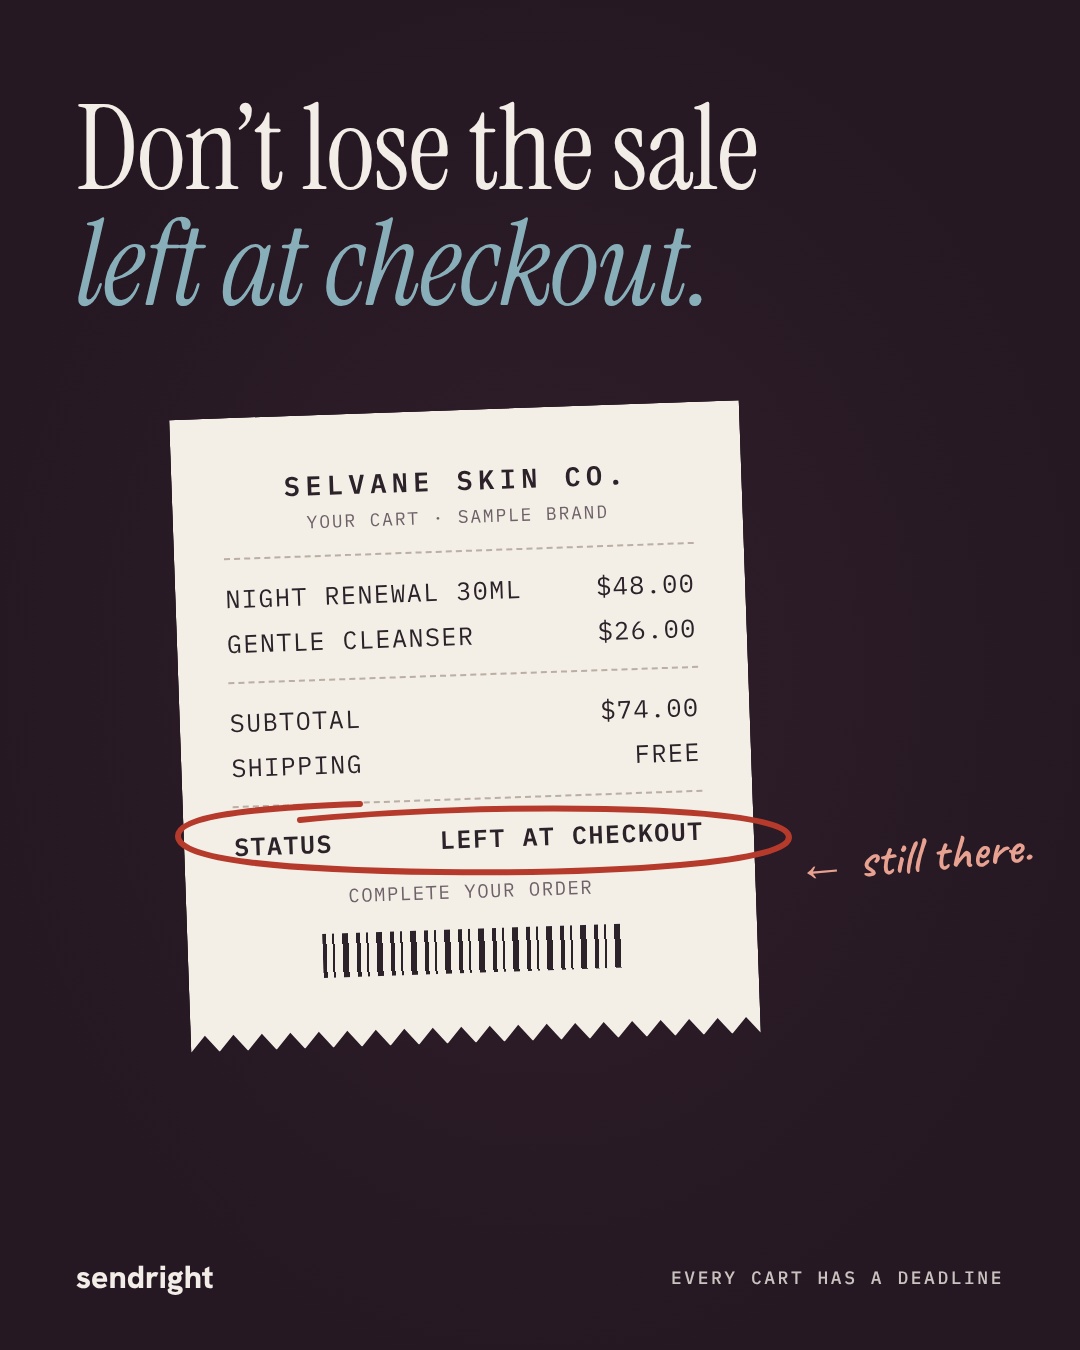 Don’t lose the sale
left at checkout.
SELVANE SKIN CO.
YOUR CART · SAMPLE BRAND
NIGHT RENEWAL 30ML $48.00
GENTLE CLEANSER $26.00
SUBTOTAL $74.00
SHIPPING FREE
STATUS LEFT AT CHECKOUT
← still there.
COMPLETE YOUR ORDER
sendright
EVERY CART HAS A DEADLINE